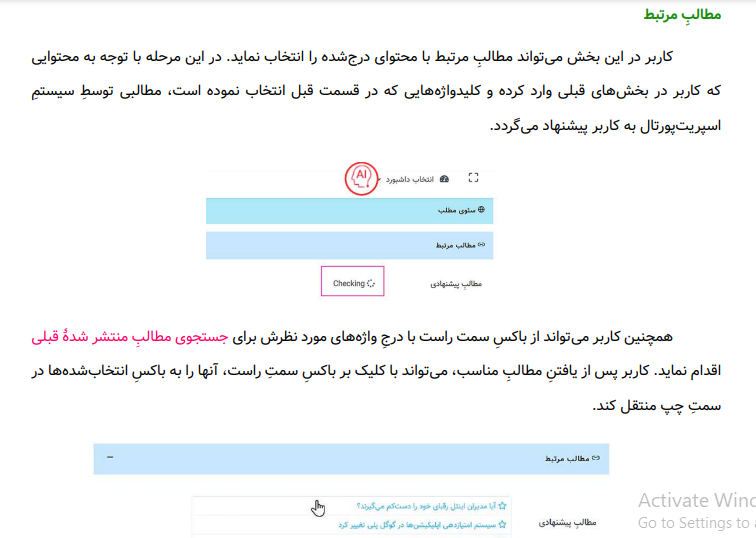 مطالبِ مرتبط
کاربر در این بخش می‌تواند مطالبِ مرتبط با محتوای درج‌شده را انتخاب نماید. در این مرحله با توجه به محتوایی
که کاربر در بخش‌های قبلی وارد کرده و کلیدواژه‌هایی که در قسمت قبل انتخاب نموده است، مطالبی توسطِ سیستمِ
اسپریت‌پورتال به کاربر پیشنهاد می‌گردد.
انتخاب داشبورد AI
سئوی مطلب
مطالب مرتبط
مطالبِ پیشنهادی Checking
همچنین کاربر می‌تواند از باکسِ سمت راست با درجِ واژه‌های مورد نظرش برای جستجوی مطالبِ منتشر شدهٔ قبلی
اقدام نماید. کاربر پس از یافتنِ مطالبِ مناسب، می‌تواند با کلیک بر باکسِ سمتِ راست، آنها را به باکسِ انتخاب‌شده‌ها در
سمتِ چپ منتقل کند.
مطالب مرتبط
آیا مدیران اینتل رقبای خود را دست‌کم می‌گیرند؟
مطالبِ پیشنهادی
سیستم امتیازدهی اپلیکیشن‌ها در گوگل پلی تغییر کرد
Activate Wind
Go to Settings to a